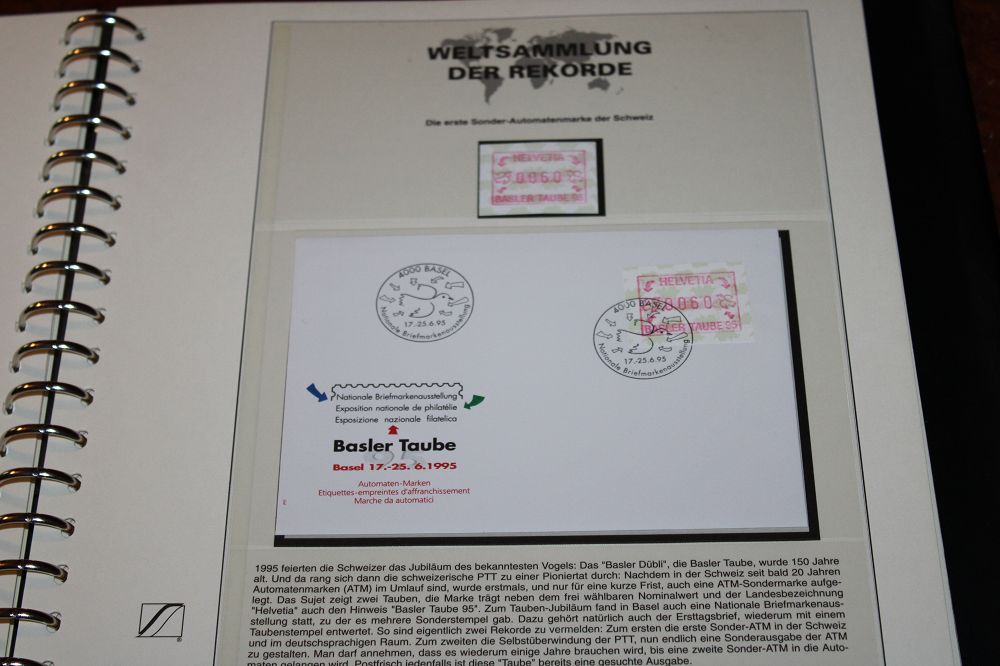 WELTSAMMLUNG
DER REKORDE
Die erste Sonder-Automatenmarke der Schweiz
HELVETIA
0060
BASLER TAUBE 95
4000 BASEL
17.-25.6.95
Nationale Briefmarkenausstellung
HELVETIA
0060
BASLER TAUBE 95
4000 BASEL
17.-25.6.95
Nationale Briefmarkenausstellung
Nationale Briefmarkenausstellung
Exposition nationale de philatélie
Esposizione nazionale filatelica
Basler Taube
95
Basel 17.-25. 6.1995
Automaten-Marken
Etiquettes-empreintes d'affranchissement
Marche da automatici
1995 feierten die Schweizer das Jubiläum des bekanntesten Vogels: Das "Basler Dübli", die Basler Taube, wurde 150 Jahre
alt. Und da rang sich dann die schweizerische PTT zu einer Pioniertat durch: Nachdem in der Schweiz seit bald 20 Jahren
Automatenmarken (ATM) im Umlauf sind, wurde erstmals, und nur für eine kurze Frist, auch eine ATM-Sondermarke aufge-
legt. Das Sujet zeigt zwei Tauben, die Marke trägt neben dem frei wählbaren Nominalwert und der Landesbezeichnung
"Helvetia" auch den Hinweis "Basler Taube 95". Zum Tauben-Jubiläum fand in Basel auch eine Nationale Briefmarkenaus-
stellung statt, zu der es mehrere Sonderstempel gab. Dazu gehört natürlich auch der Ersttagsbrief, wiederum mit einem
Taubenstempel entwertet. So sind eigentlich zwei Rekorde zu vermelden: Zum ersten die erste Sonder-ATM in der Schweiz
und im deutschsprachigen Raum. Zum zweiten die Selbstüberwindung der PTT, nun endlich eine Sonderausgabe der ATM
zu gestalten. Man darf annehmen, dass es wiederum einige Jahre brauchen wird, bis eine zweite Sonder-ATM in die Auto-
maten gelangen wird. Postfrisch jedenfalls ist diese "Taube" bereits eine gesuchte Ausgabe.